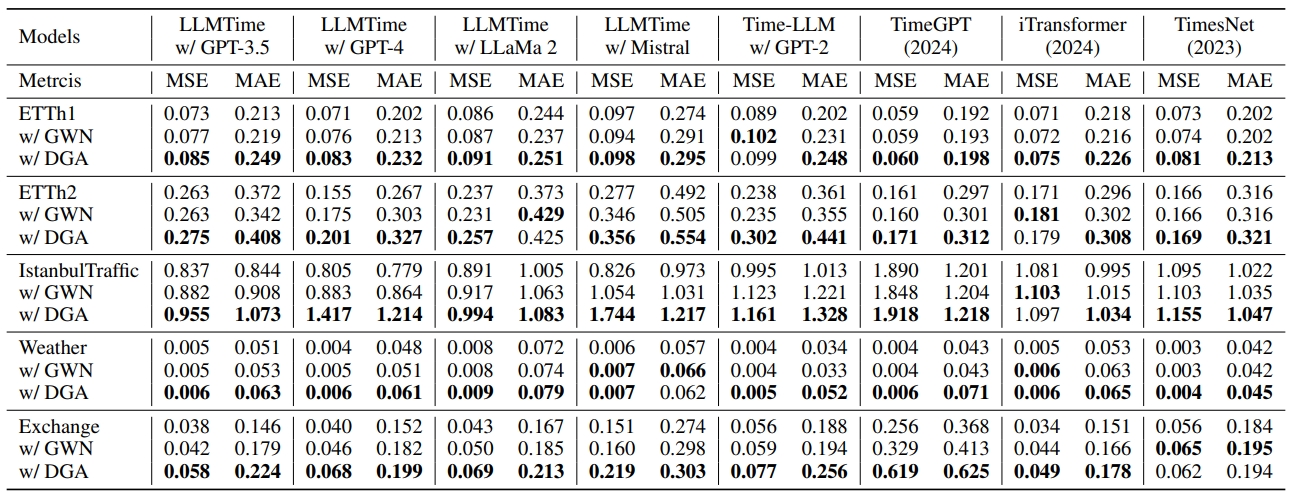 Models LLMTime w/ GPT-3.5 LLMTime w/ GPT-4 LLMTime w/ LLaMa 2 LLMTime w/ Mistral Time-LLM w/ GPT-2 TimeGPT (2024) iTransformer (2024) TimesNet (2023)
Metrcis MSE MAE MSE MAE MSE MAE MSE MAE MSE MAE MSE MAE MSE MAE MSE MAE
ETTh1 0.073 0.213 0.071 0.202 0.086 0.244 0.097 0.274 0.089 0.202 0.059 0.192 0.071 0.218 0.073 0.202
w/ GWN 0.077 0.219 0.076 0.213 0.087 0.237 0.094 0.291 0.102 0.231 0.059 0.193 0.072 0.216 0.074 0.202
w/ DGA 0.085 0.249 0.083 0.232 0.091 0.251 0.098 0.295 0.099 0.248 0.060 0.198 0.075 0.226 0.081 0.213
ETTh2 0.263 0.372 0.155 0.267 0.237 0.373 0.277 0.492 0.238 0.361 0.161 0.297 0.171 0.296 0.166 0.316
w/ GWN 0.263 0.342 0.175 0.303 0.231 0.429 0.346 0.505 0.235 0.355 0.160 0.301 0.181 0.302 0.166 0.316
w/ DGA 0.275 0.408 0.201 0.327 0.257 0.425 0.356 0.554 0.302 0.441 0.171 0.312 0.179 0.308 0.169 0.321
IstanbulTraffic 0.837 0.844 0.805 0.779 0.891 1.005 0.826 0.973 0.995 1.013 1.890 1.201 1.081 0.995 1.095 1.022
w/ GWN 0.882 0.908 0.883 0.864 0.917 1.063 1.054 1.031 1.123 1.221 1.848 1.204 1.103 1.015 1.103 1.035
w/ DGA 0.955 1.073 1.417 1.214 0.994 1.083 1.744 1.217 1.161 1.328 1.918 1.218 1.097 1.034 1.155 1.047
Weather 0.005 0.051 0.004 0.048 0.008 0.072 0.006 0.057 0.004 0.034 0.004 0.043 0.005 0.053 0.003 0.042
w/ GWN 0.005 0.053 0.005 0.051 0.008 0.074 0.007 0.066 0.004 0.033 0.004 0.043 0.006 0.063 0.003 0.042
w/ DGA 0.006 0.063 0.006 0.061 0.009 0.079 0.007 0.062 0.005 0.052 0.006 0.071 0.006 0.065 0.004 0.045
Exchange 0.038 0.146 0.040 0.152 0.043 0.167 0.151 0.274 0.056 0.188 0.256 0.368 0.034 0.151 0.056 0.184
w/ GWN 0.042 0.179 0.046 0.182 0.050 0.185 0.160 0.298 0.059 0.194 0.329 0.413 0.044 0.166 0.065 0.195
w/ DGA 0.058 0.224 0.068 0.199 0.069 0.213 0.219 0.303 0.077 0.256 0.619 0.625 0.049 0.178 0.062 0.194